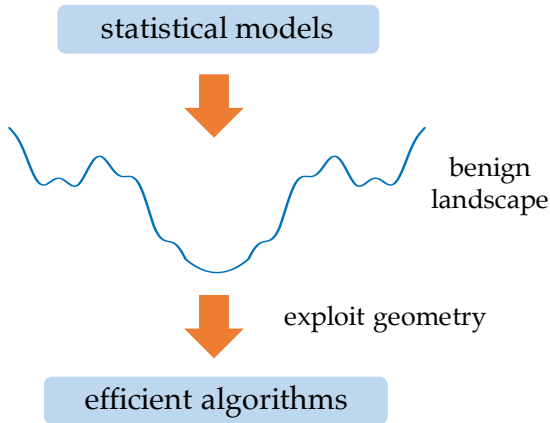 statistical models
benign
landscape
exploit geometry
efficient algorithms